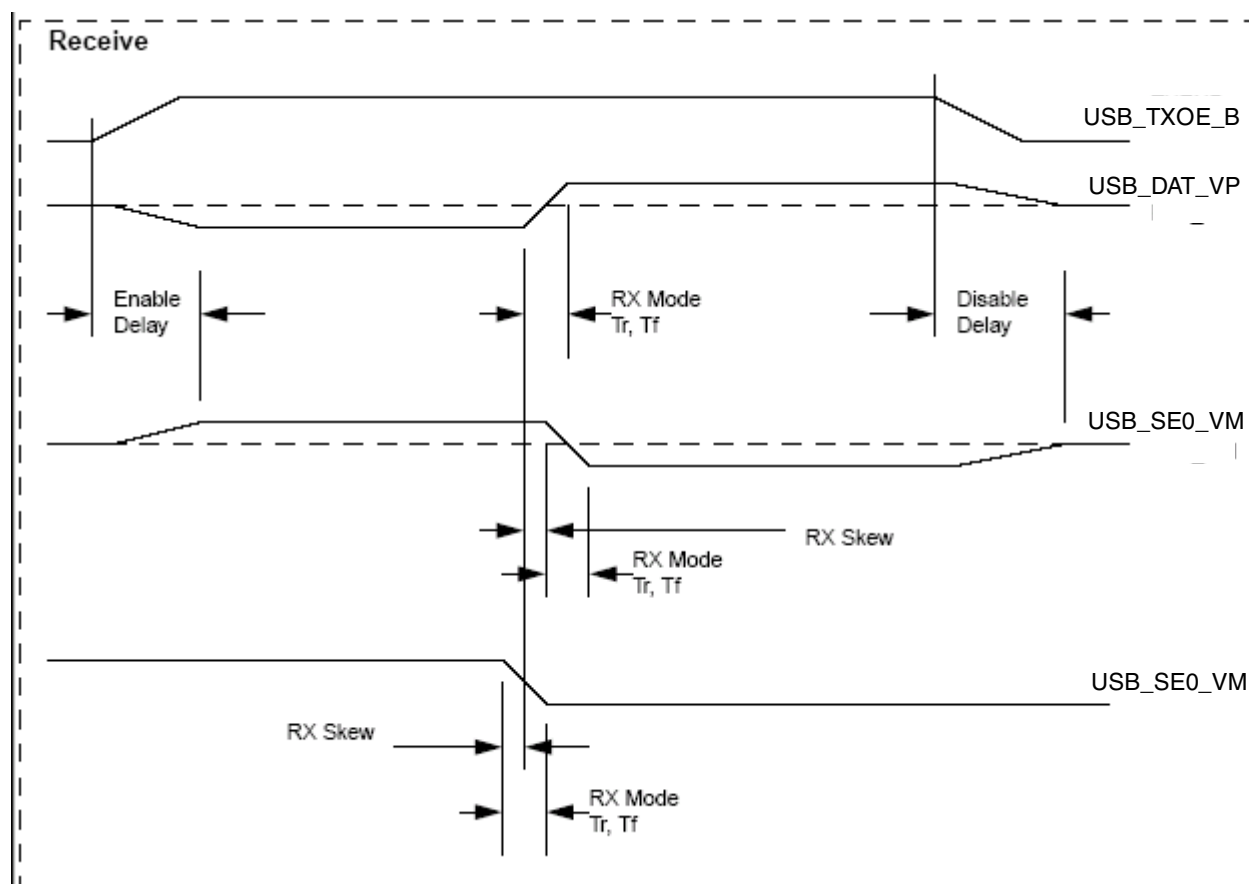 Receive
USB_TXOE_B
USB_DAT_VP
Enable
Delay
RX Mode
Tr, Tf
Disable
Delay
USB_SE0_VM
RX Skew
RX Mode
Tr, Tf
USB_SE0_VM
RX Skew
RX Mode
Tr, Tf